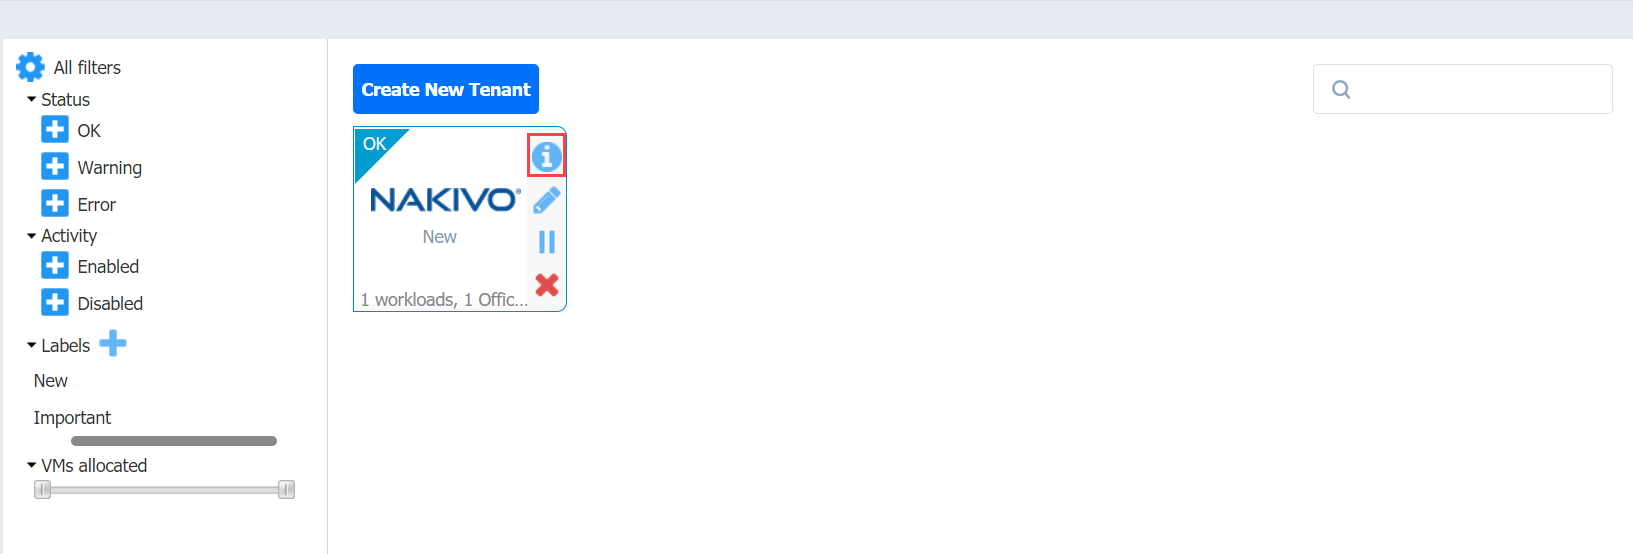 All filters
Status
OK
Warning
Error
Activity
Enabled
Disabled
Labels
New
Important
VMs allocated
Create New Tenant
OK
NAKIVO®
New
1 workloads, 1 Offic...